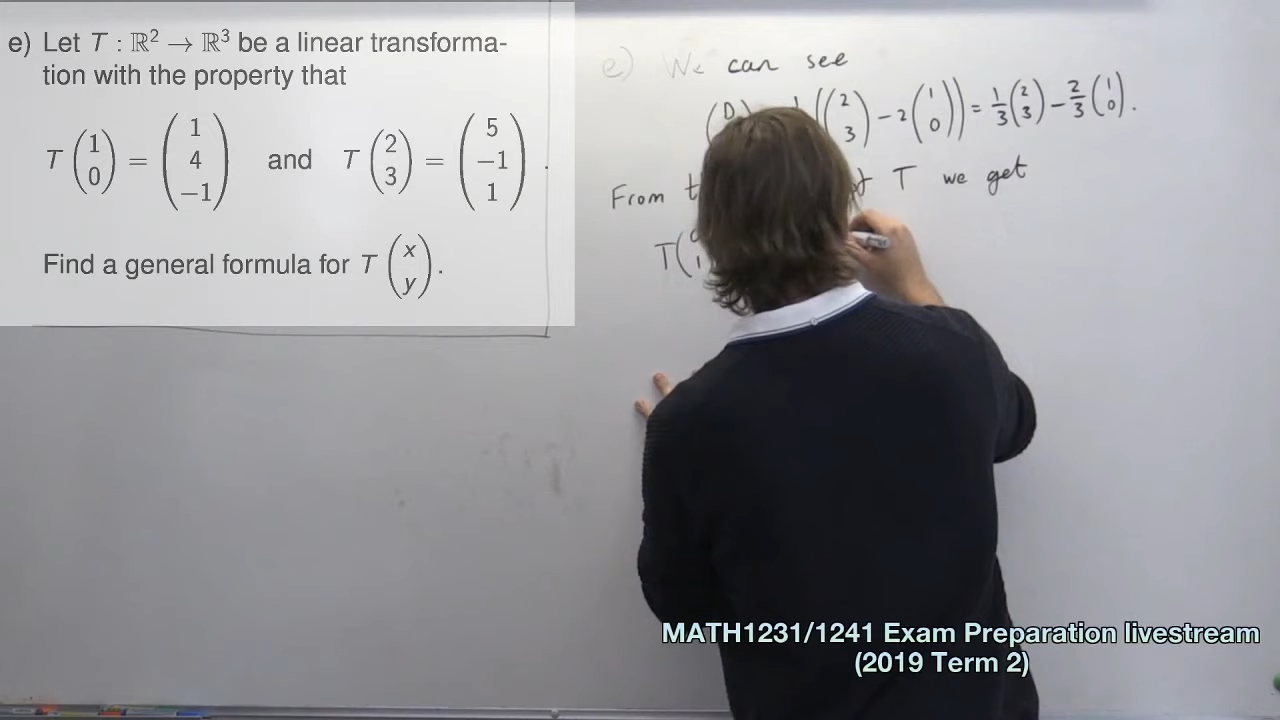 e) Let T : ℝ² → ℝ³ be a linear transforma-
tion with the property that
T(1 0) = (1 4 −1) and T(2 3) = (5 −1 1).
Find a general formula for T(x y).
e) We can see
(0 ((2 3) − 2(1 0)) = 1/3(2 3) − 2/3(1 0).
From T we get
T(
MATH1231/1241 Exam Preparation livestream
(2019 Term 2)